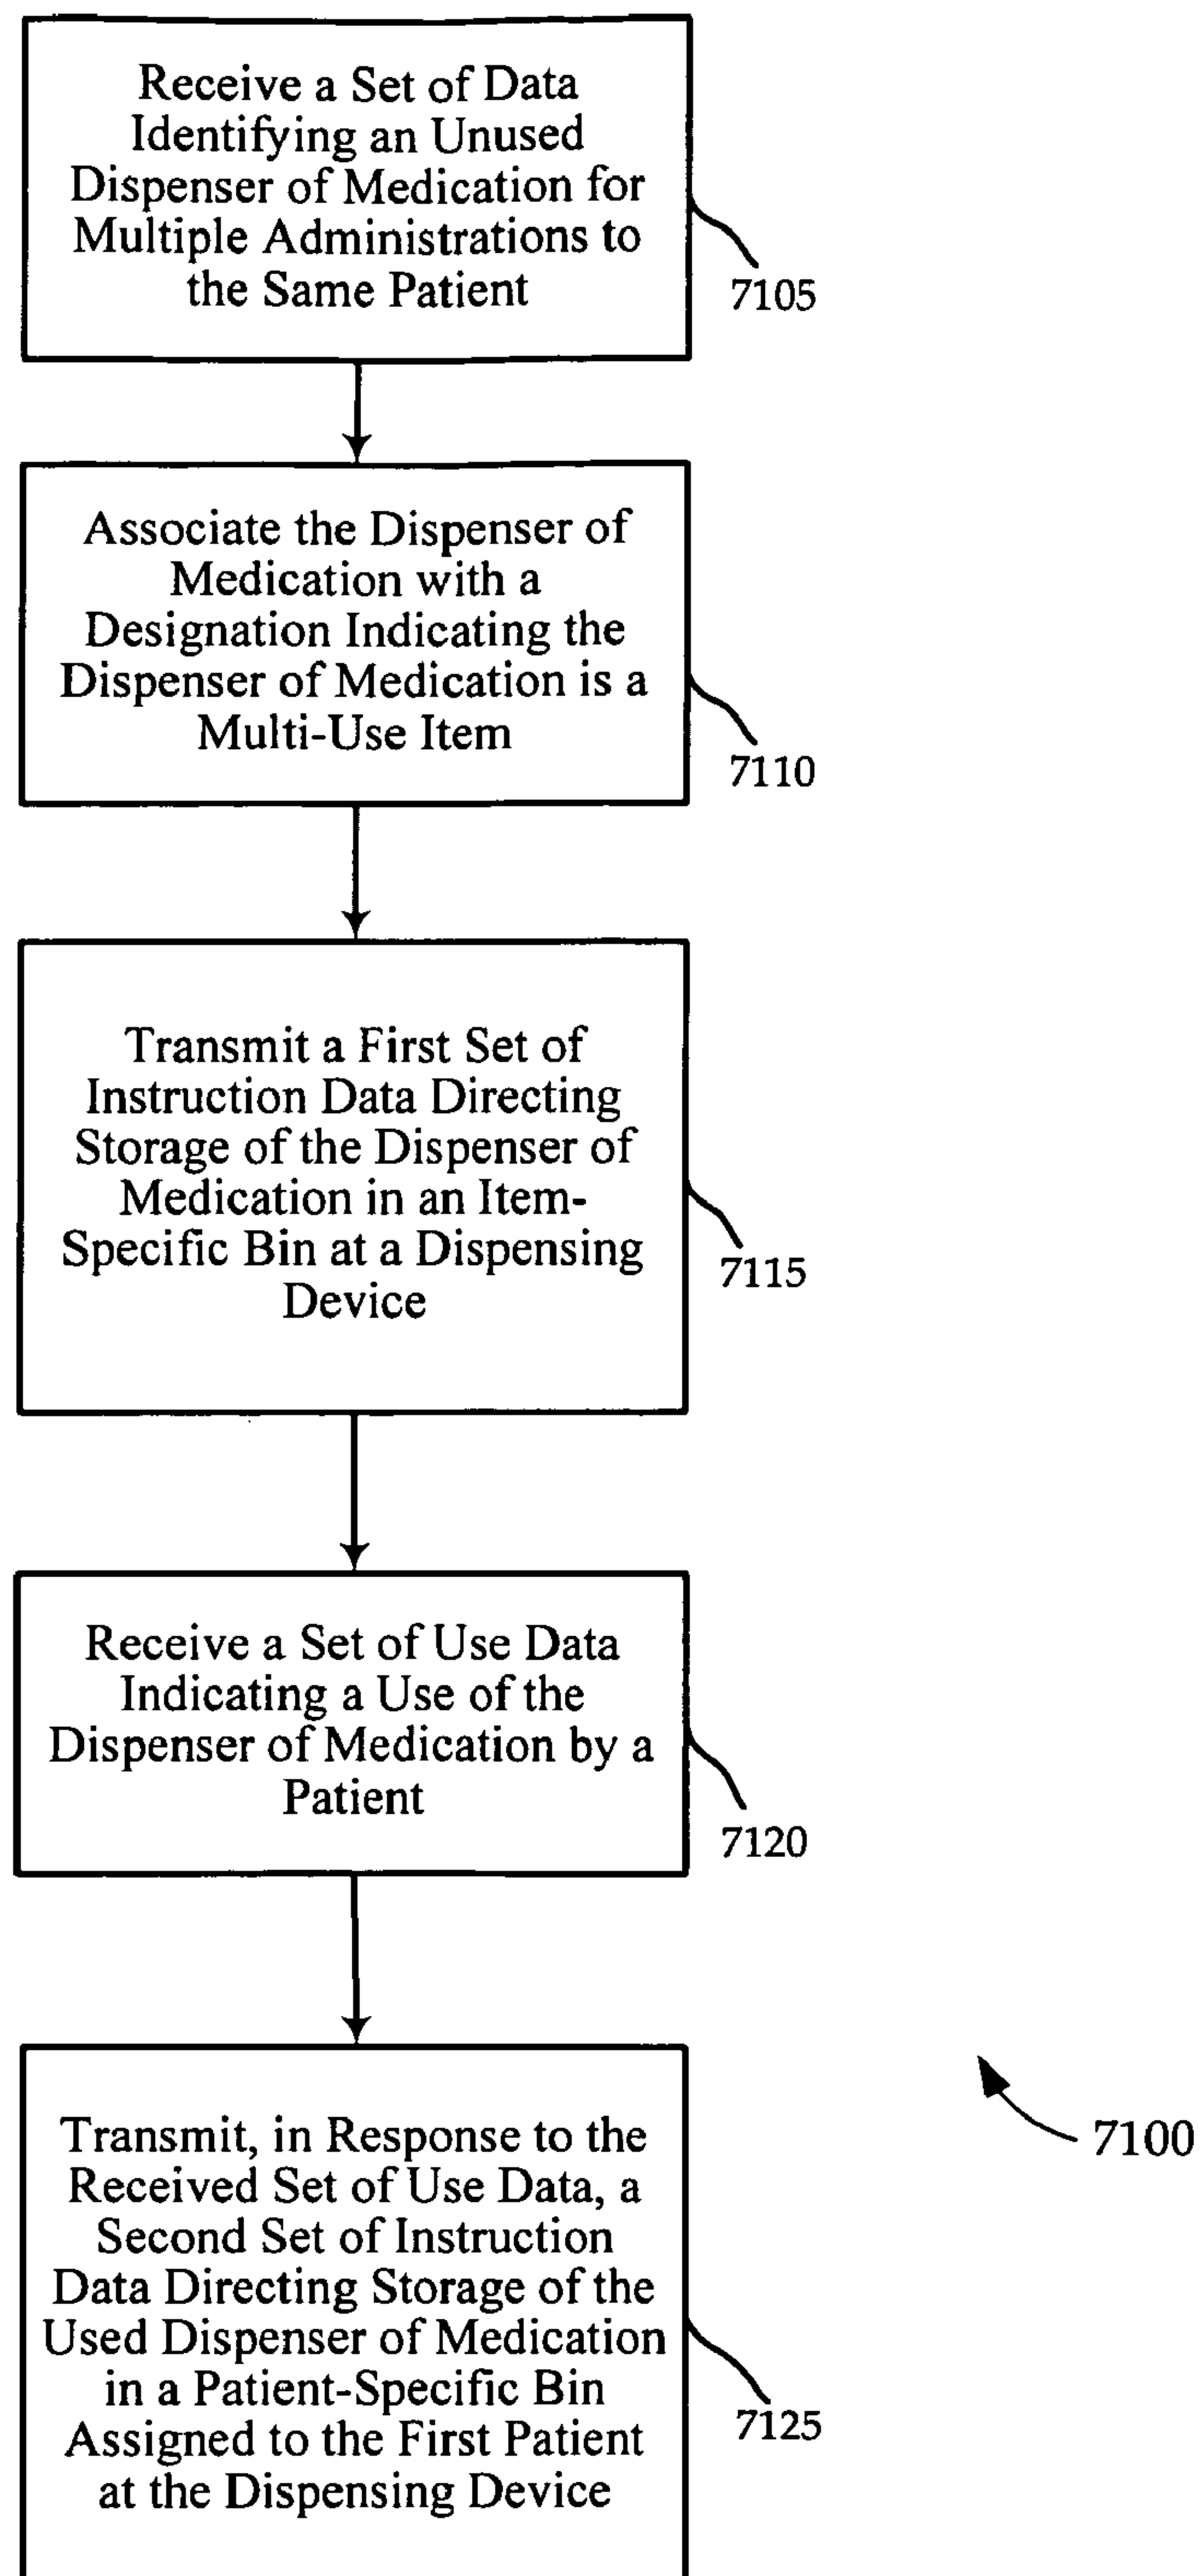 Receive a Set of Data
Identifying an Unused
Dispenser of Medication for
Multiple Administrations to
the Same Patient
7105
Associate the Dispenser of
Medication with a
Designation Indicating the
Dispenser of Medication is a
Multi-Use Item
7110
Transmit a First Set of
Instruction Data Directing
Storage of the Dispenser of
Medication in an Item-
Specific Bin at a Dispensing
Device
7115
Receive a Set of Use Data
Indicating a Use of the
Dispenser of Medication by a
Patient
7120
Transmit, in Response to the
Received Set of Use Data, a
Second Set of Instruction
Data Directing Storage of the
Used Dispenser of Medication
in a Patient-Specific Bin
Assigned to the First Patient
at the Dispensing Device
7125
7100